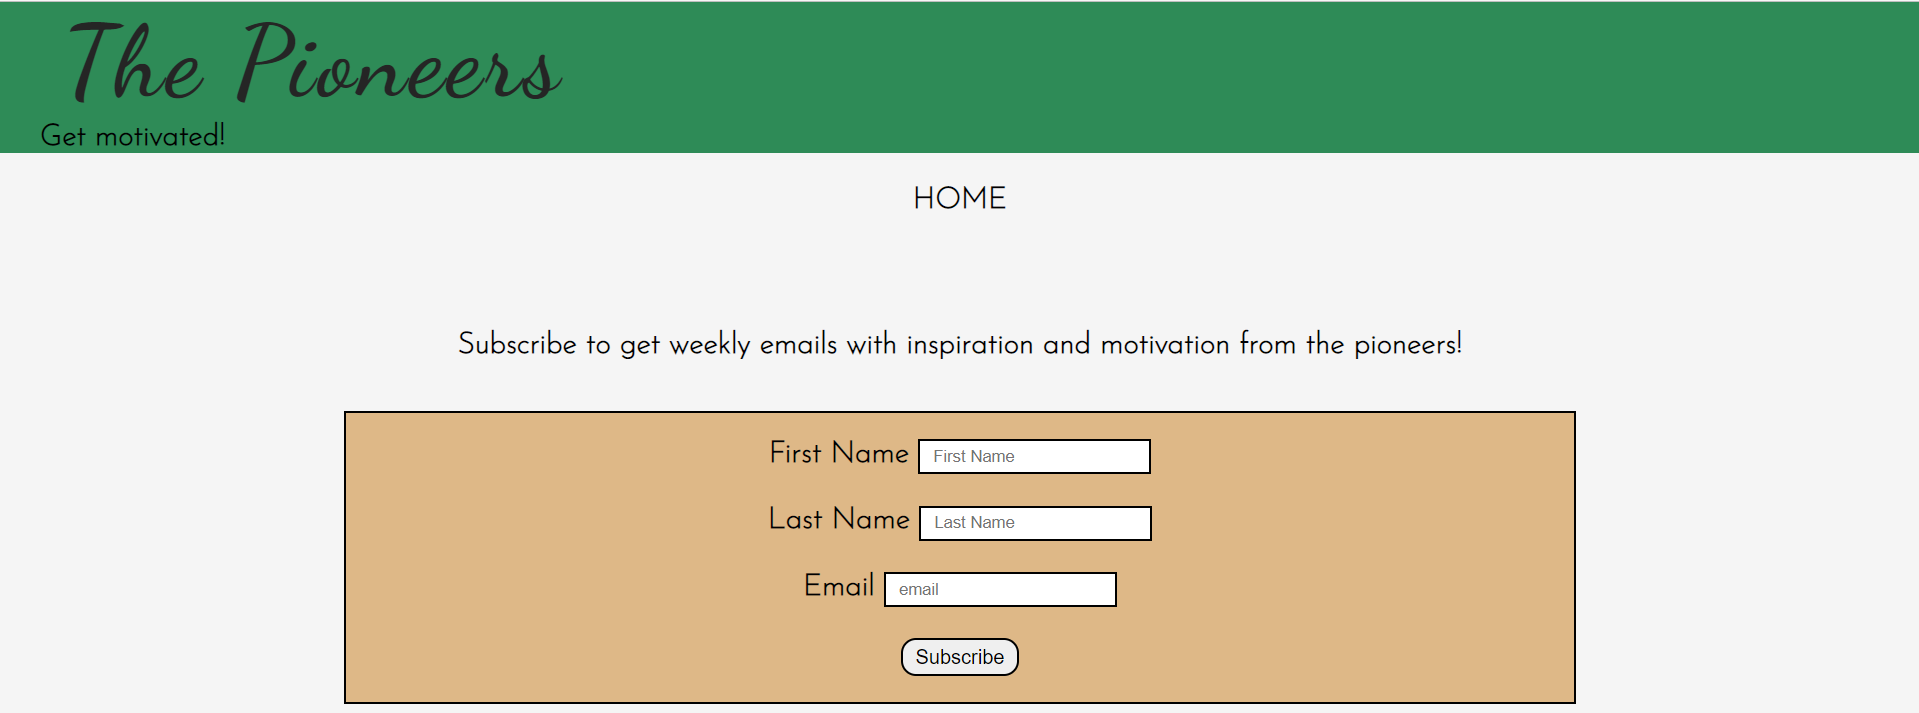 The Pioneers
Get motivated!
HOME
Subscribe to get weekly emails with inspiration and motivation from the pioneers!
First Name First Name
Last Name Last Name
Email email
Subscribe